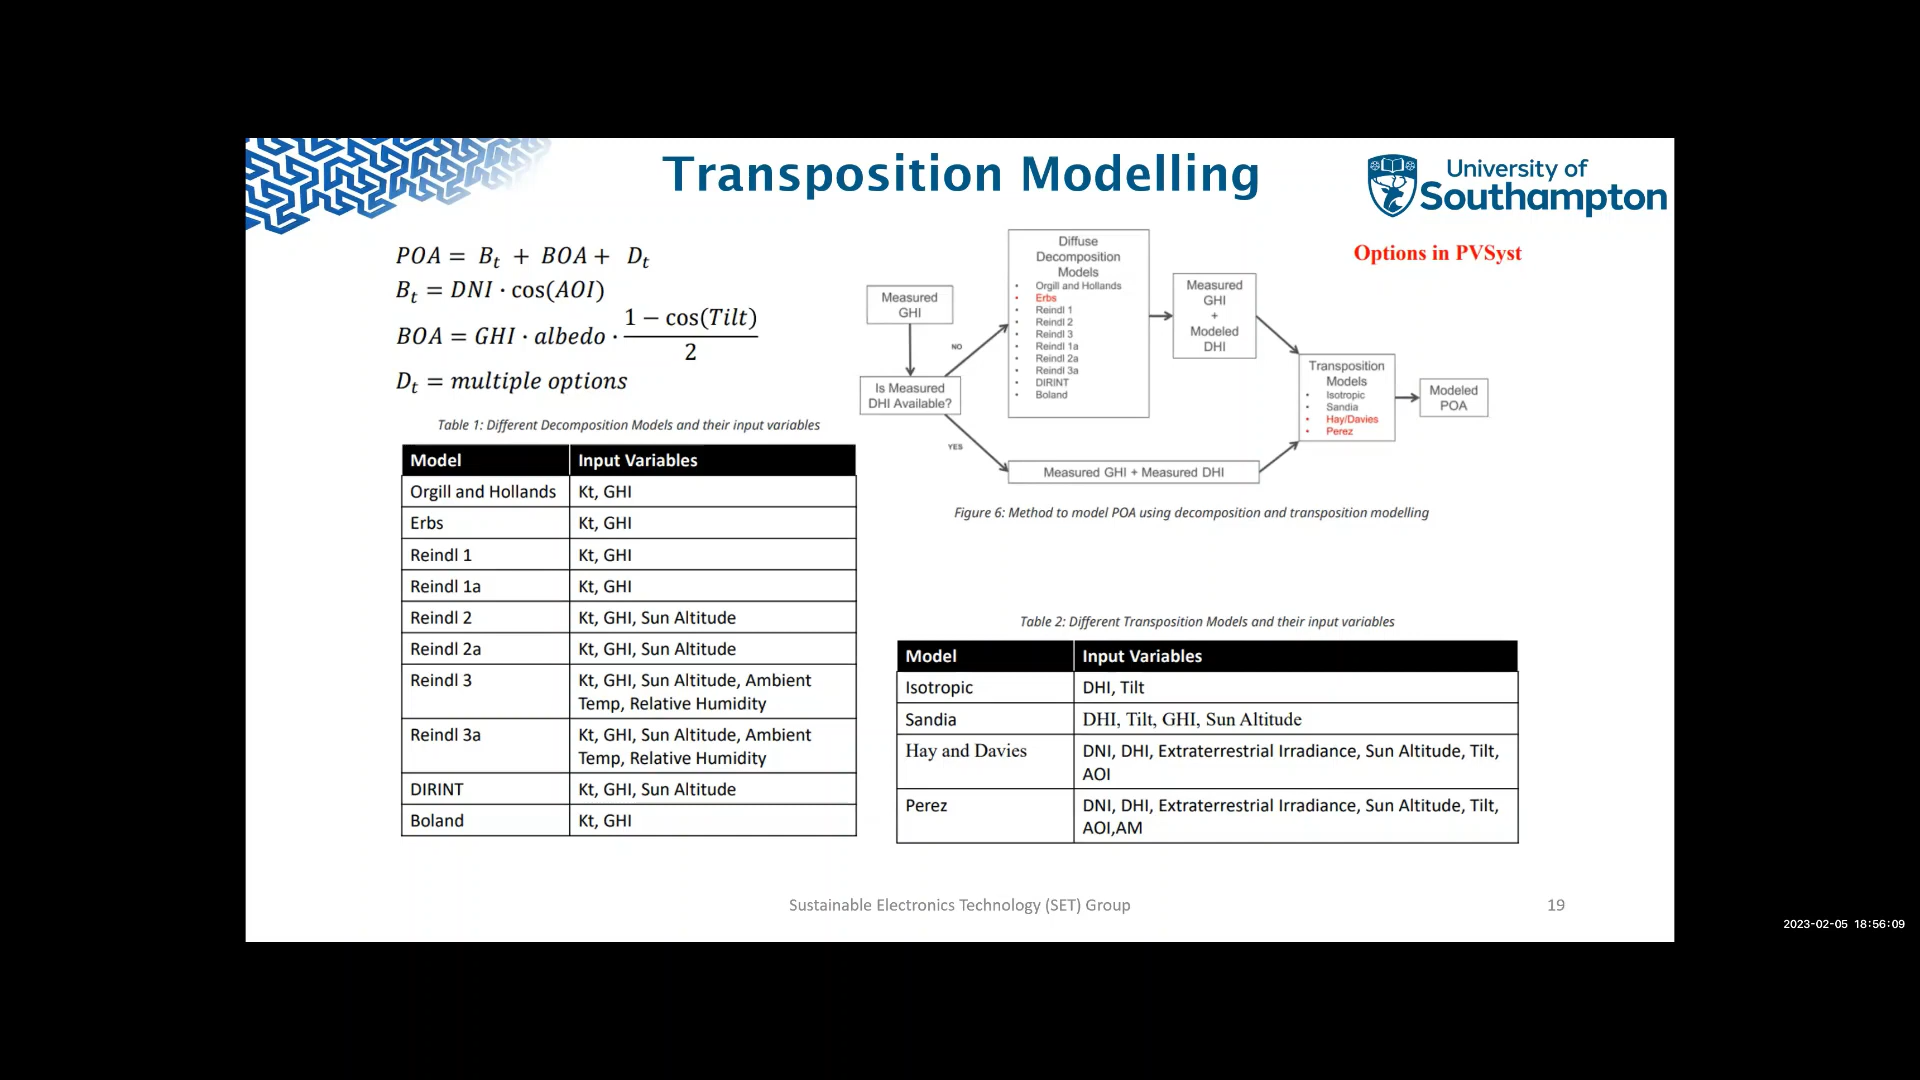 Transposition Modelling
University of
Southampton
POA = Bt + BOA + Dt
Bt = DNI · cos(AOI)
BOA = GHI · albedo · (1 − cos(Tilt))/2
Dt = multiple options
Options in PVSyst
Measured
GHI
Is Measured
DHI Available?
NO
YES
Diffuse
Decomposition
Models
• Orgill and Hollands
• Erbs
• Reindl 1
• Reindl 2
• Reindl 3
• Reindl 1a
• Reindl 2a
• Reindl 3a
• DIRINT
• Boland
Measured
GHI
+
Modeled
DHI
Measured GHI + Measured DHI
Transposition
Models
• Isotropic
• Sandia
• Hay/Davies
• Perez
Modeled
POA
Figure 6: Method to model POA using decomposition and transposition modelling
Table 1: Different Decomposition Models and their input variables
Model Input Variables
Orgill and Hollands Kt, GHI
Erbs Kt, GHI
Reindl 1 Kt, GHI
Reindl 1a Kt, GHI
Reindl 2 Kt, GHI, Sun Altitude
Reindl 2a Kt, GHI, Sun Altitude
Reindl 3 Kt, GHI, Sun Altitude, Ambient
Temp, Relative Humidity
Reindl 3a Kt, GHI, Sun Altitude, Ambient
Temp, Relative Humidity
DIRINT Kt, GHI, Sun Altitude
Boland Kt, GHI
Table 2: Different Transposition Models and their input variables
Model Input Variables
Isotropic DHI, Tilt
Sandia DHI, Tilt, GHI, Sun Altitude
Hay and Davies DNI, DHI, Extraterrestrial Irradiance, Sun Altitude, Tilt,
AOI
Perez DNI, DHI, Extraterrestrial Irradiance, Sun Altitude, Tilt,
AOI,AM
Sustainable Electronics Technology (SET) Group
19
2023-02-05 18:56:09